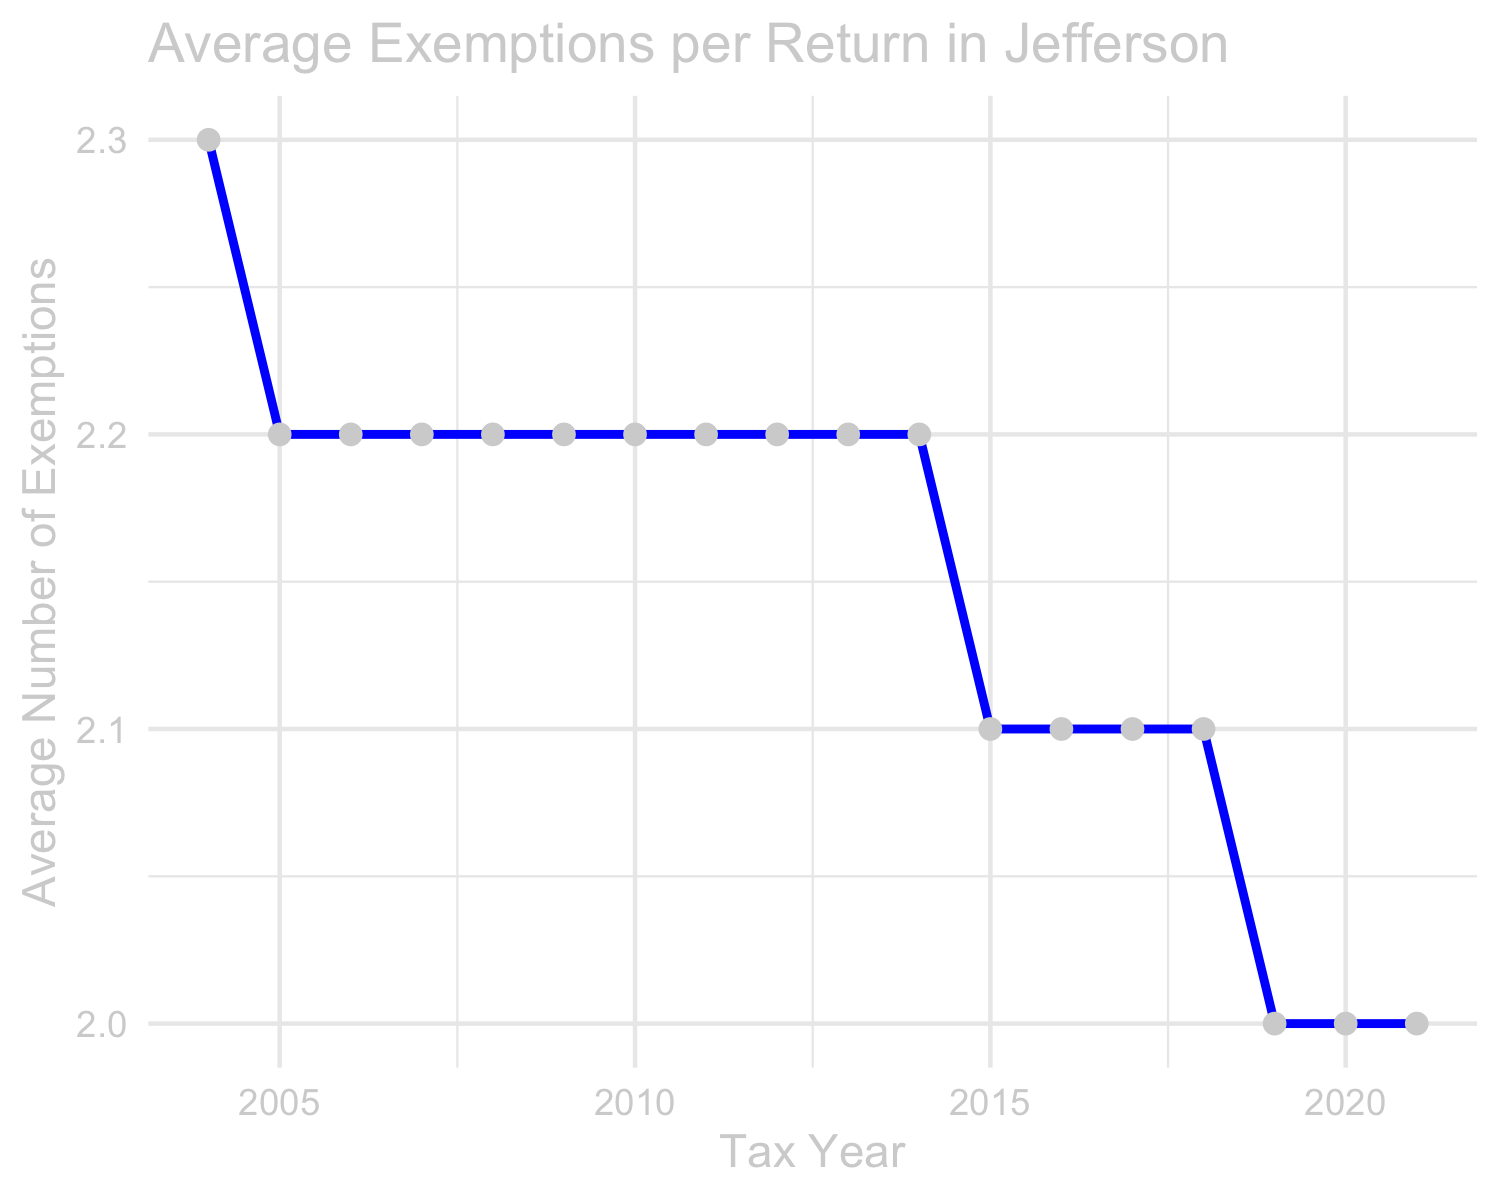 Average Exemptions per Return in Jefferson
Average Number of Exemptions
2.3
2.2
2.1
2.0
2005 2010 2015 2020
Tax Year